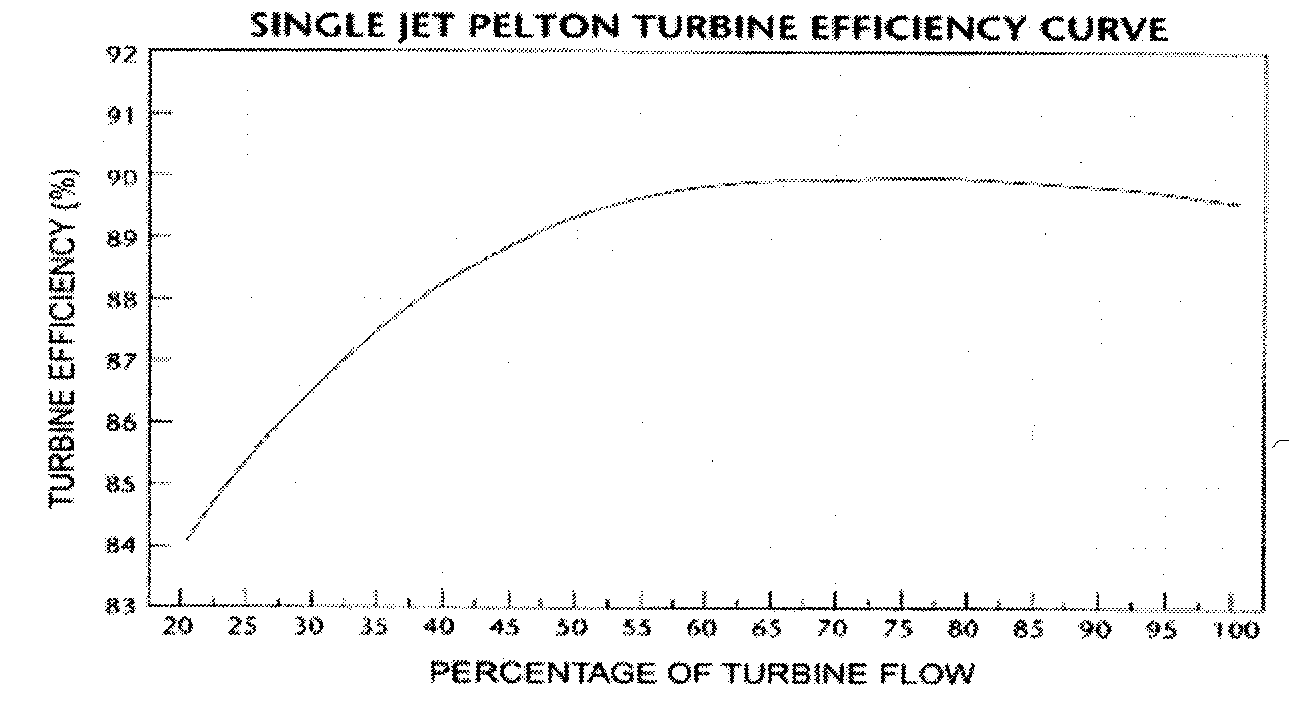 SINGLE JET PELTON TURBINE EFFICIENCY CURVE
92
91
90
89
88
87
86
85
84
83
TURBINE EFFICIENCY (%)
20 25 30 35 40 45 50 55 60 65 70 75 80 85 90 95 100
PERCENTAGE OF TURBINE FLOW